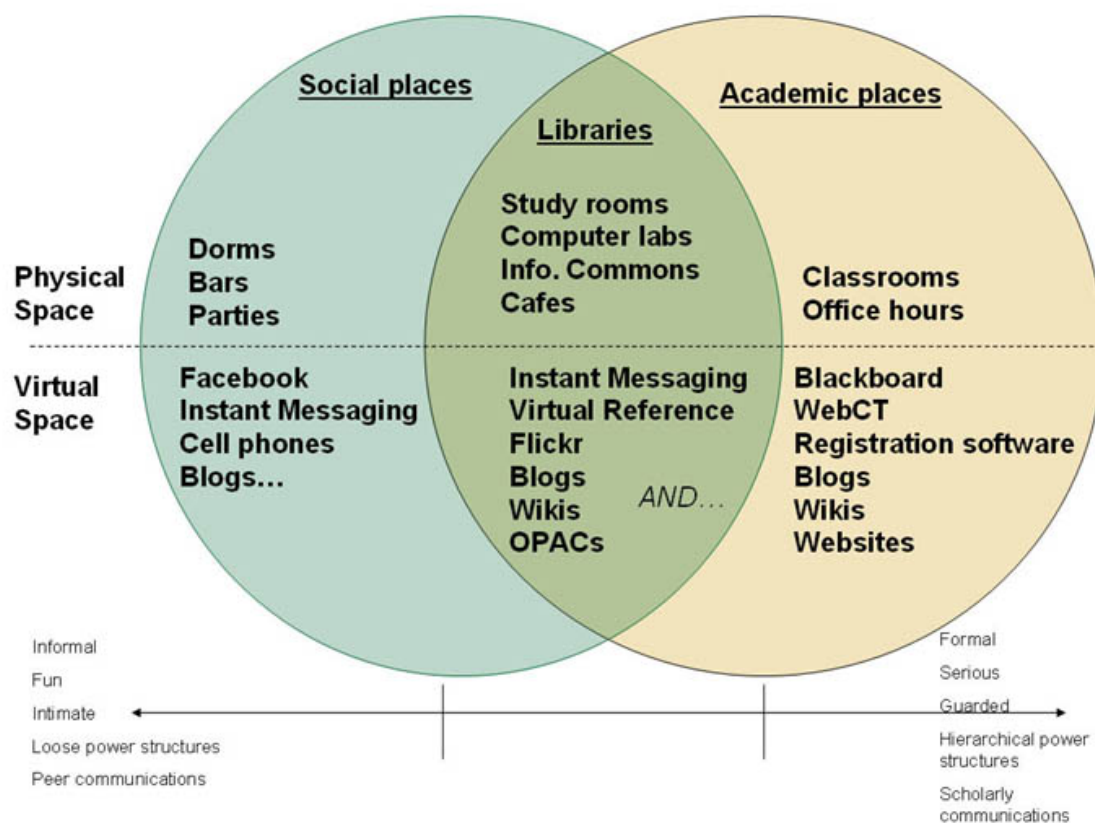 Social places
Academic places
Libraries
Physical
Space
Dorms
Bars
Parties
Study rooms
Computer labs
Info. Commons
Cafes
Classrooms
Office hours
Virtual
Space
Facebook
Instant Messaging
Cell phones
Blogs…
Instant Messaging
Virtual Reference
Flickr
Blogs
Wikis
OPACs
AND…
Blackboard
WebCT
Registration software
Blogs
Wikis
Websites
Informal
Fun
Intimate
Loose power structures
Peer communications
Formal
Serious
Guarded
Hierarchical power
structures
Scholarly
communications